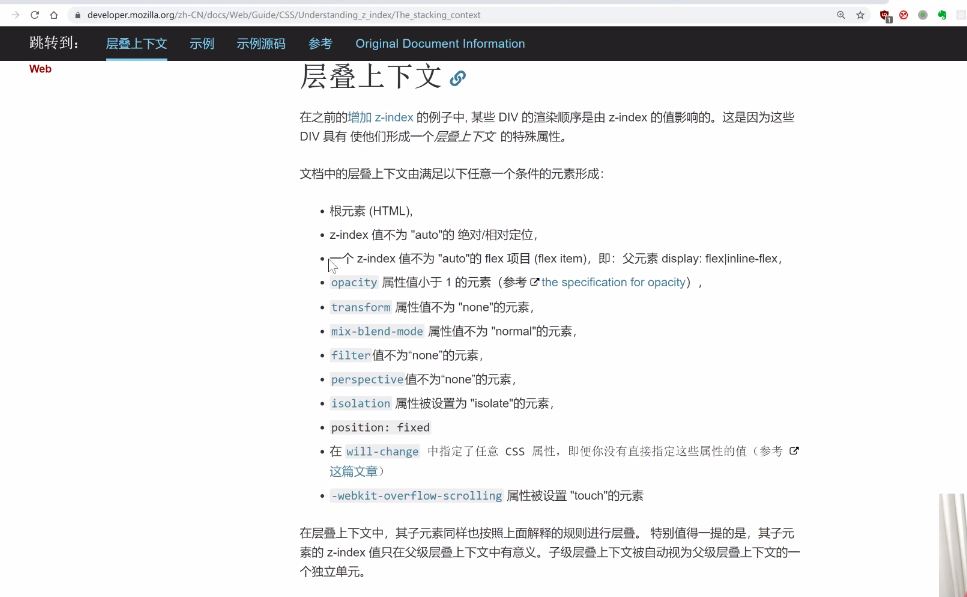 developer.mozilla.org/zh-CN/docs/Web/Guide/CSS/Understanding_z_index/The_stacking_context
1
跳转到： 层叠上下文 示例 示例源码 参考 Original Document Information
Web
层叠上下文
在之前的增加 z-index 的例子中, 某些 DIV 的渲染顺序是由 z-index 的值影响的。这是因为这些
DIV 具有 使他们形成一个层叠上下文 的特殊属性。
文档中的层叠上下文由满足以下任意一个条件的元素形成：
• 根元素 (HTML),
• z-index 值不为 "auto"的 绝对/相对定位，
• 一个 z-index 值不为 "auto"的 flex 项目 (flex item)，即：父元素 display: flex|inline-flex，
• opacity 属性值小于 1 的元素（参考 the specification for opacity），
• transform 属性值不为 "none"的元素，
• mix-blend-mode 属性值不为 "normal"的元素，
• filter值不为“none”的元素，
• perspective值不为“none”的元素，
• isolation 属性被设置为 "isolate"的元素，
• position: fixed
• 在 will-change 中指定了任意 CSS 属性，即便你没有直接指定这些属性的值（参考
这篇文章）
• -webkit-overflow-scrolling 属性被设置 "touch"的元素
在层叠上下文中，其子元素同样也按照上面解释的规则进行层叠。 特别值得一提的是，其子元
素的 z-index 值只在父级层叠上下文中有意义。子级层叠上下文被自动视为父级层叠上下文的一
个独立单元。